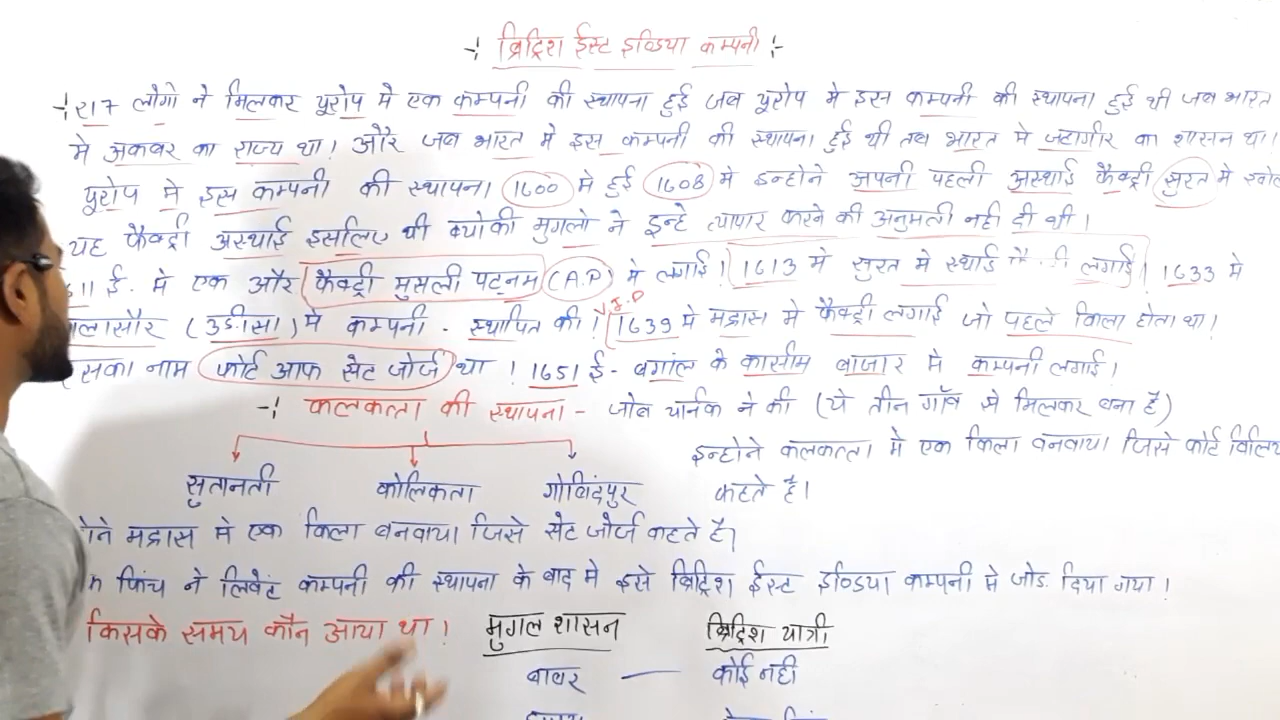 -: ब्रिट्रिश ईस्ट इण्डिया कम्पनी :-
-: 217 लोगो ने मिलकर यूरोप मे एक कम्पनी की स्थापना हुई जब यूरोप मे इस कम्पनी की स्थापना हुई थी जब भारत
मे अकबर का राज्य था। और जब भारत मे इस कम्पनी की स्थापना हुई थी तब भारत मे जहागीर का शासन था।
यूरोप मे इस कम्पनी की स्थापना 1600 मे हुई 1608 मे इन्होने अपनी पहली अस्थाई फैक्ट्री सुरत मे
यह फैक्ट्री अस्थाई इसलिए थी क्योकी मुगलो ने इन्हे व्यापार करने की अनुमती नही दी थी।
11 ई. मे एक और फैक्ट्री मुसली पट्नम (A.P) मे लगाई। 1613 मे सुरत मे स्थाई लगाई। 1633 मे
(उडीसा) मे कम्पनी - स्थापित की। 1639 मे मद्रास मे फैक्ट्री लगाई जो पहले किला होता था।
नाम फोर्ट आफ सेट जोर्ज था। 1651 ई - बगांल के कासीम बाजार मे कम्पनी लगाई।
-: कलकत्ता की स्थापना - जोब चार्नक ने की (ये तीन गॉव से मिलकर बना है)
इन्होने कलकत्ता मे एक किला बनवाया जिसे फोर्ट
सुतानती कोलिकता गोबिंदपुर कहते है।
मद्रास मे एक किला बनवाया जिसे सेट जोर्ज कहते है।
फिंच ने लिवेंट कम्पनी की स्थापना के बाद मे इसे ब्रिट्रिश ईस्ट इण्डिया कम्पनी मे जोड. दिया गया।
किसके समय कौन आया था। मुगल शासन ब्रिट्रिश यात्री
बाबर — कोई नही